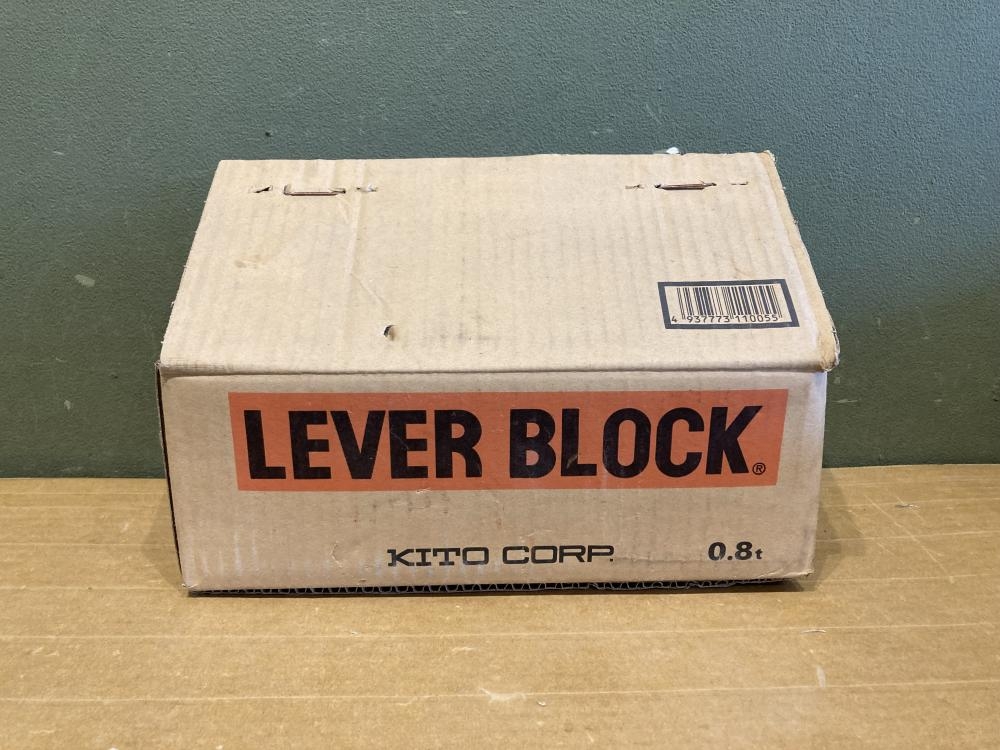 4 937773 110055
LEVER BLOCK®
KITO CORP. 0.8t